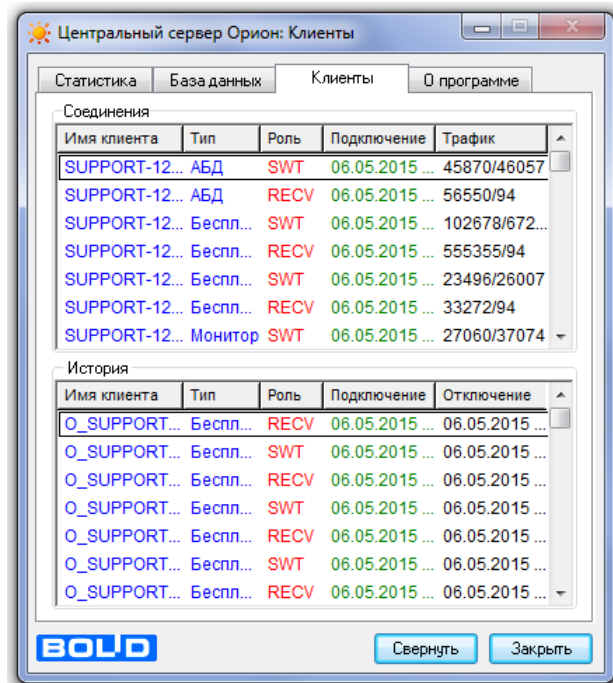 Центральный сервер Орион: Клиенты
Статистика База данных Клиенты О программе
Соединения
Имя клиента Тип Роль Подключение Трафик
SUPPORT-12... АБД SWT 06.05.2015 ... 45870/46057
SUPPORT-12... АБД RECV 06.05.2015 ... 56550/94
SUPPORT-12... Беспл... SWT 06.05.2015 ... 102678/672...
SUPPORT-12... Беспл... RECV 06.05.2015 ... 555355/94
SUPPORT-12... Беспл... SWT 06.05.2015 ... 23496/26007
SUPPORT-12... Беспл... RECV 06.05.2015 ... 33272/94
SUPPORT-12... Монитор SWT 06.05.2015 ... 27060/37074
История
Имя клиента Тип Роль Подключение Отключение
O_SUPPORT... Беспл... RECV 06.05.2015 ... 06.05.2015 ...
O_SUPPORT... Беспл... SWT 06.05.2015 ... 06.05.2015 ...
O_SUPPORT... Беспл... RECV 06.05.2015 ... 06.05.2015 ...
O_SUPPORT... Беспл... SWT 06.05.2015 ... 06.05.2015 ...
O_SUPPORT... Беспл... RECV 06.05.2015 ... 06.05.2015 ...
O_SUPPORT... Беспл... SWT 06.05.2015 ... 06.05.2015 ...
O_SUPPORT... Беспл... RECV 06.05.2015 ... 06.05.2015 ...
BOLID Свернуть Закрыть